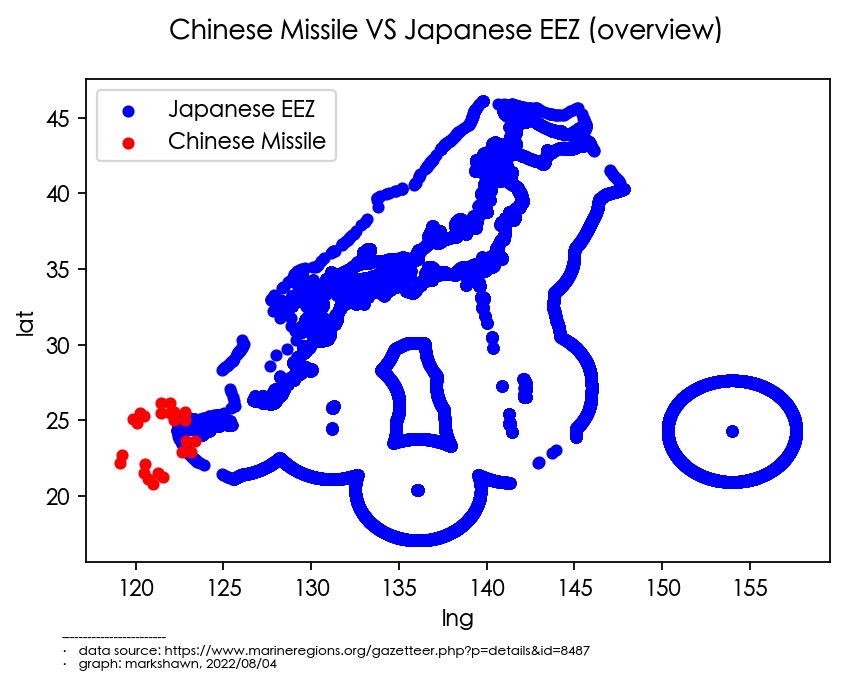 Chinese Missile VS Japanese EEZ (overview)
Japanese EEZ
Chinese Missile
45
40
35
30
25
20
lat
120 125 130 135 140 145 150 155
lng
------------------------
· data source: https://www.marineregions.org/gazetteer.php?p=details&id=8487
· graph: markshawn, 2022/08/04